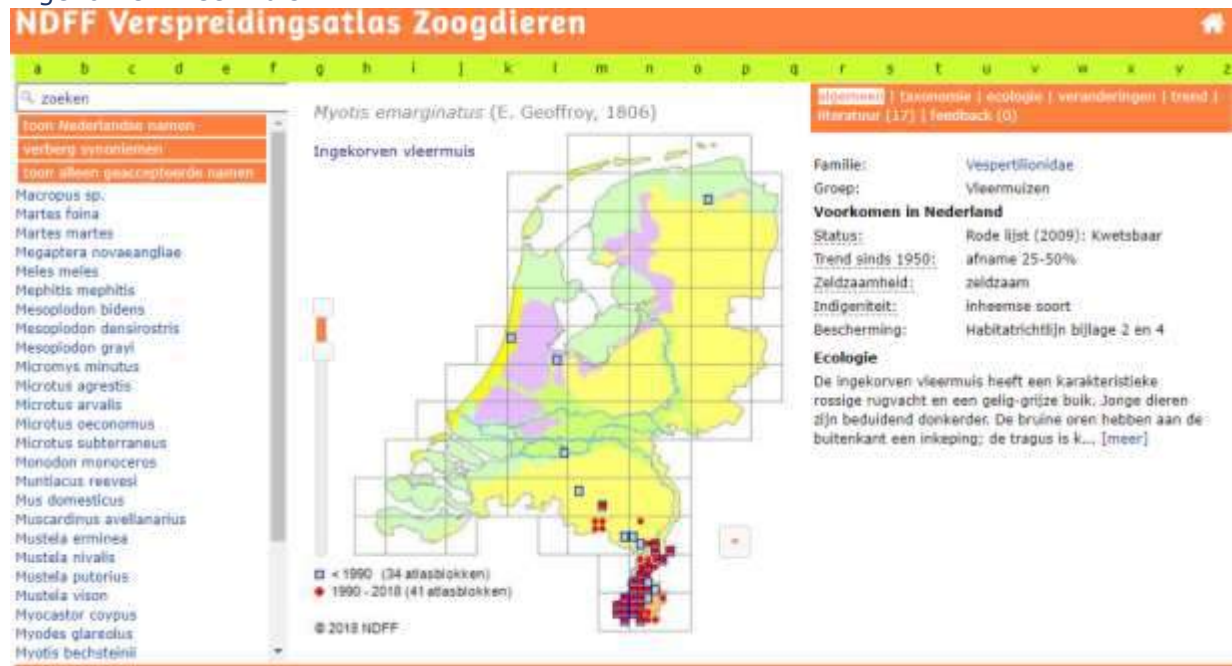 NDFF Verspreidingsatlas Zoogdieren
a b c d e f g h i j k l m n o p q r s t u v w x y z
zoeken
toon Nederlandse namen
verberg synoniemen
toon alleen geaccepteerde namen
Macropus sp.
Martes foina
Martes martes
Megaptera novaeangliae
Meles meles
Mephitis mephitis
Mesoplodon bidens
Mesoplodon densirostris
Mesoplodon grayi
Micromys minutus
Microtus agrestis
Microtus arvalis
Microtus oeconomus
Microtus subterraneus
Monodon monoceros
Muntiacus reevesi
Mus domesticus
Muscardinus avellanarius
Mustela erminea
Mustela nivalis
Mustela putorius
Mustela vison
Myocastor coypus
Myodes glareolus
Myotis bechsteinii
Myotis emarginatus (E. Geoffroy, 1806)
Ingekorven vleermuis
< 1990 (34 atlasblokken)
1990 - 2018 (41 atlasblokken)
© 2018 NDFF
algemeen | taxonomie | ecologie | veranderingen | trend |
literatuur (17) | feedback (0)
Familie: Vespertilionidae
Groep: Vleermuizen
Voorkomen in Nederland
Status: Rode lijst (2009): Kwetsbaar
Trend sinds 1950: afname 25-50%
Zeldzaamheid: zeldzaam
Indigeniteit: inheemse soort
Bescherming: Habitatrichtlijn bijlage 2 en 4
Ecologie
De ingekorven vleermuis heeft een karakteristieke
rossige rugvacht en een gelig-grijze buik. Jonge dieren
zijn beduidend donkerder. De bruine oren hebben aan de
buitenkant een inkeping; de tragus is k... [meer]